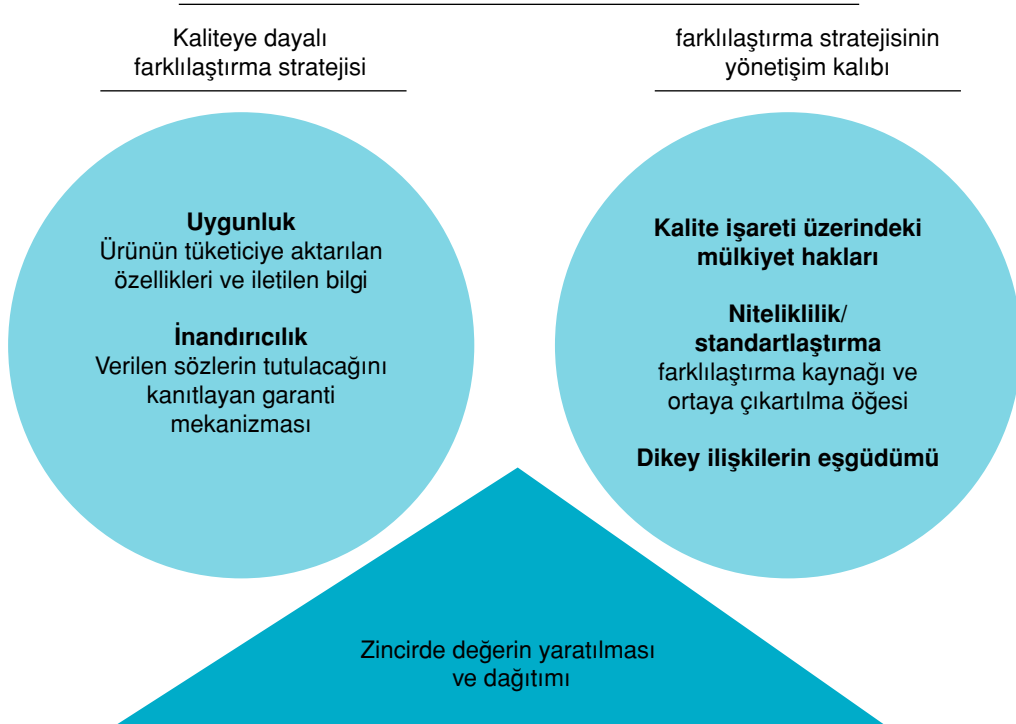 Kaliteye dayalı
farklılaştırma stratejisi
farklılaştırma stratejisinin
yönetişim kalıbı
Uygunluk
Ürünün tüketiciye aktarılan
özellikleri ve iletilen bilgi
İnandırıcılık
Verilen sözlerin tutulacağını
kanıtlayan garanti
mekanizması
Kalite işareti üzerindeki
mülkiyet hakları
Niteliklilik/
standartlaştırma
farklılaştırma kaynağı ve
ortaya çıkartılma öğesi
Dikey ilişkilerin eşgüdümü
Zincirde değerin yaratılması
ve dağıtımı